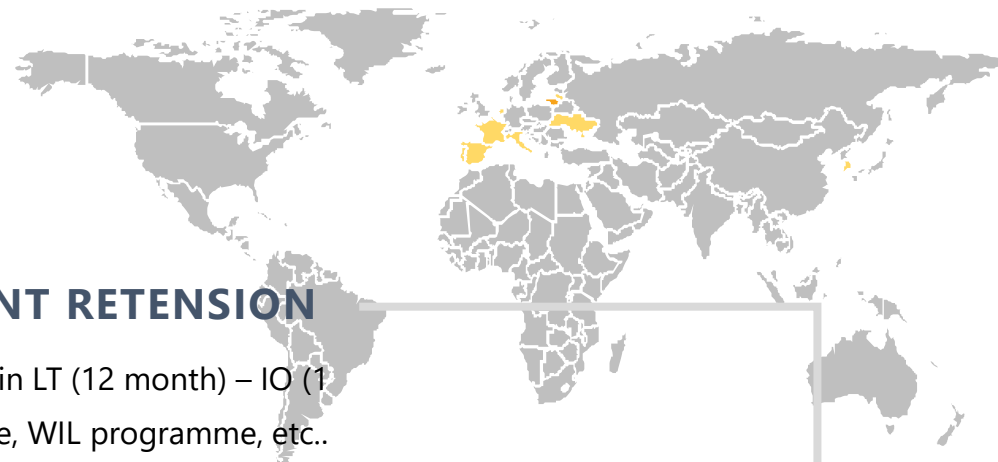 NT RETENSION
in LT (12 month) – IO (1
e, WIL programme, etc..